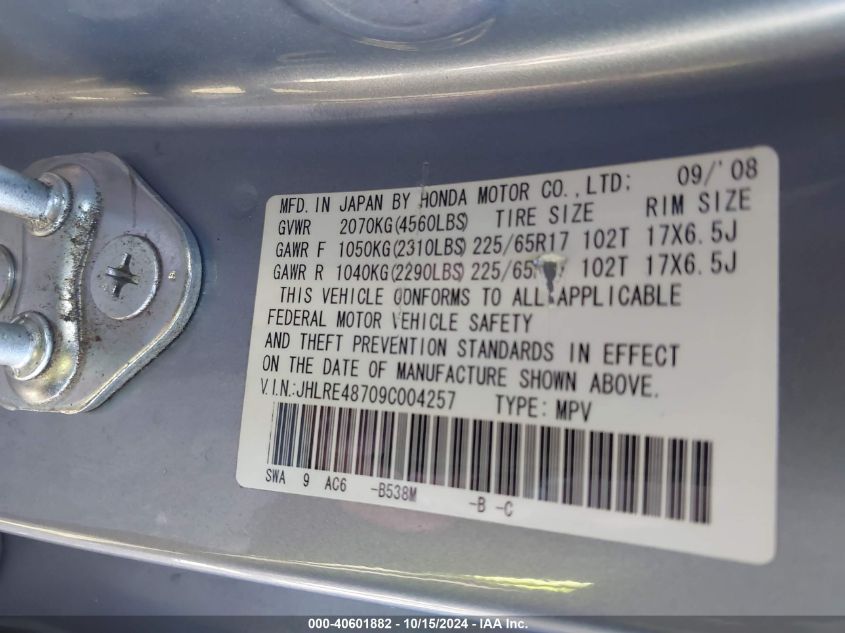 MFD. IN JAPAN BY HONDA MOTOR CO., LTD: 09/'08
GVWR 2070KG(4560LBS) TIRE SIZE RIM SIZE
GAWR F 1050KG(2310LBS) 225/65R17 102T 17X6.5J
GAWR R 1040KG(2290LBS) 225/65 102T 17X6.5J
THIS VEHICLE CONFORMS TO ALL APPLICABLE
FEDERAL MOTOR VEHICLE SAFETY
AND THEFT PREVENTION STANDARDS IN EFFECT
ON THE DATE OF MANUFACTURE SHOWN ABOVE.
V.I.N.:JHLRE48709C004257 TYPE: MPV
SWA 9 AC6 -B538M -B -C
000-40601882 - 10/15/2024 - IAA Inc.